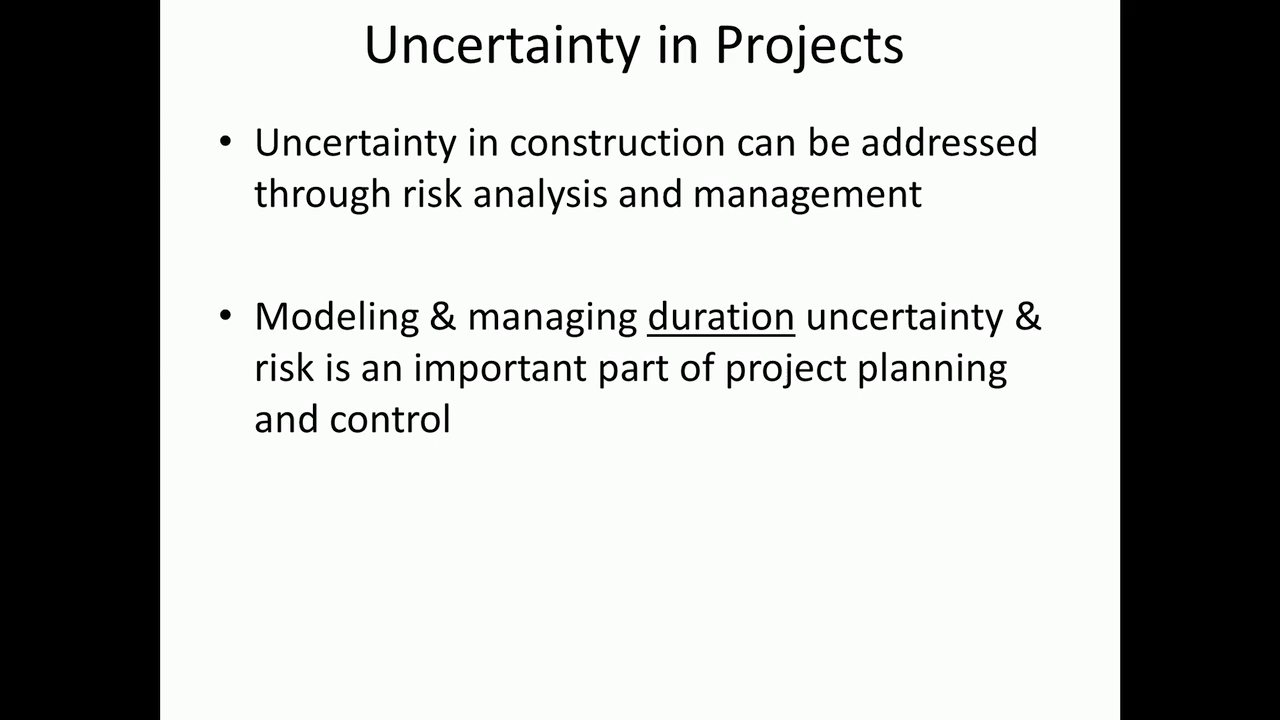 Uncertainty in Projects
• Uncertainty in construction can be addressed
through risk analysis and management
• Modeling & managing duration uncertainty &
risk is an important part of project planning
and control